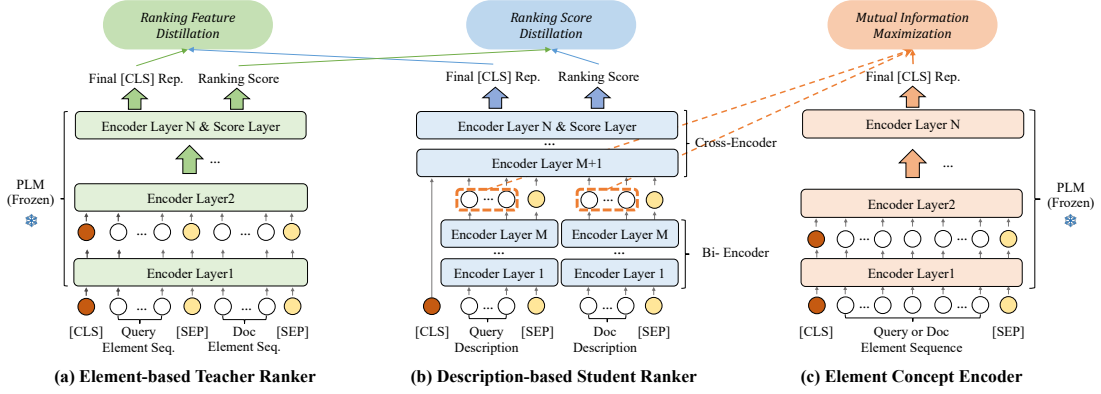 Ranking Feature
Distillation
Ranking Score
Distillation
Mutual Information
Maximization
Final [CLS] Rep.
Ranking Score
Final [CLS] Rep.
Ranking Score
Final [CLS] Rep.
Encoder Layer N & Score Layer
...
Encoder Layer2
...
Encoder Layer1
...
...
[CLS]
Query
Element Seq.
[SEP]
Doc
Element Seq.
[SEP]
PLM
(Frozen)
Encoder Layer N & Score Layer
...
Encoder Layer M+1
Cross-Encoder
...
...
Encoder Layer M
Encoder Layer M
...
...
Encoder Layer 1
Encoder Layer 1
Bi- Encoder
...
...
[CLS]
Query
Description
[SEP]
Doc
Description
[SEP]
Encoder Layer N
...
Encoder Layer2
...
Encoder Layer1
...
[CLS]
Query or Doc
Element Sequence
[SEP]
PLM
(Frozen)
(a) Element-based Teacher Ranker
(b) Description-based Student Ranker
(c) Element Concept Encoder